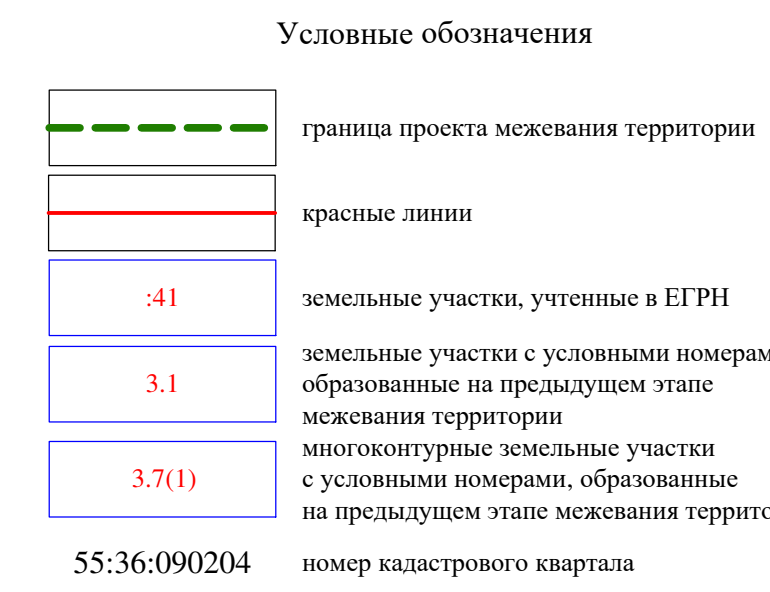 Условные обозначения
граница проекта межевания территории
красные линии
:41 земельные участки, учтенные в ЕГРН
земельные участки с условными номерам
3.1 образованные на предыдущем этапе
межевания территории
многоконтурные земельные участки
3.7(1) с условными номерами, образованные
на предыдущем этапе межевания террито
55:36:090204 номер кадастрового квартала